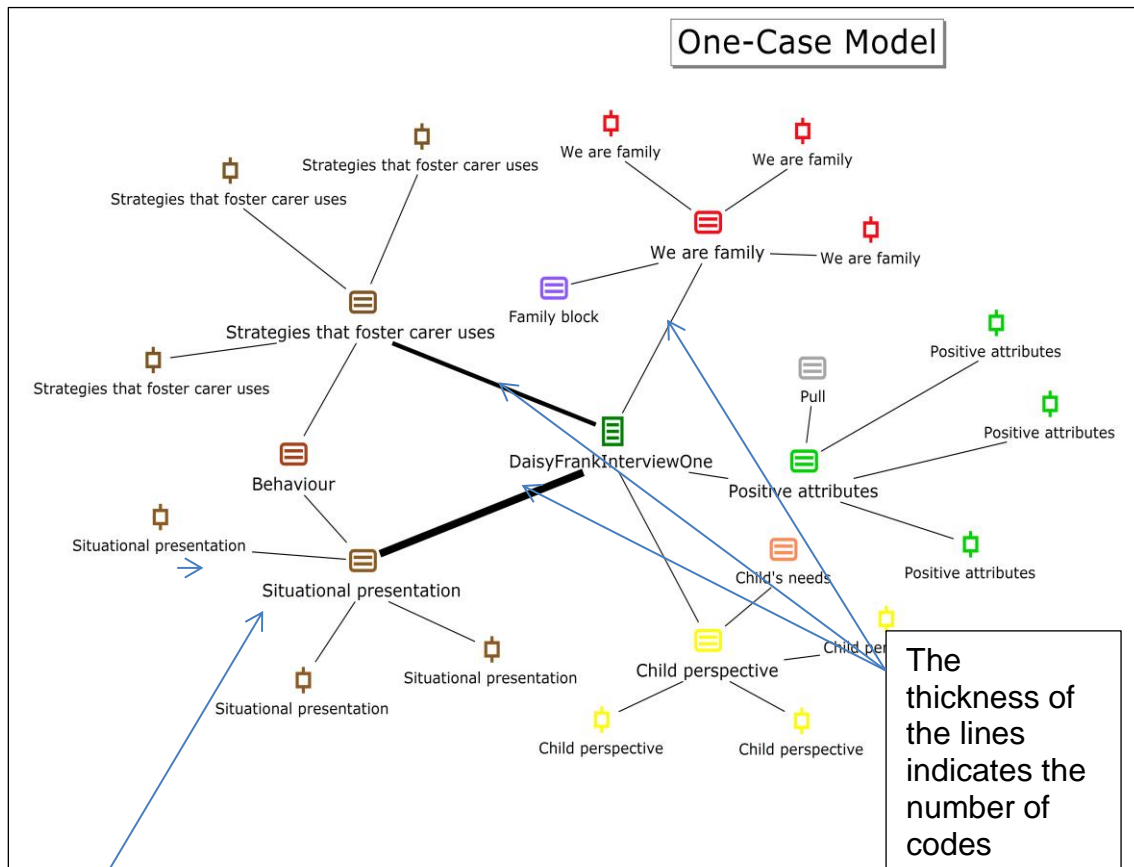 One-Case Model
Strategies that foster carer uses
Strategies that foster carer uses
We are family
We are family
We are family
We are family
Family block
Strategies that foster carer uses
Strategies that foster carer uses
Positive attributes
Pull
Positive attributes
DaisyFrankInterviewOne
Positive attributes
Behaviour
Situational presentation
Positive attributes
Child's needs
Situational presentation
Child perspective
Child
Situational presentation
Situational presentation
Child perspective
Child perspective
The
thickness of
the lines
indicates the
number of
codes